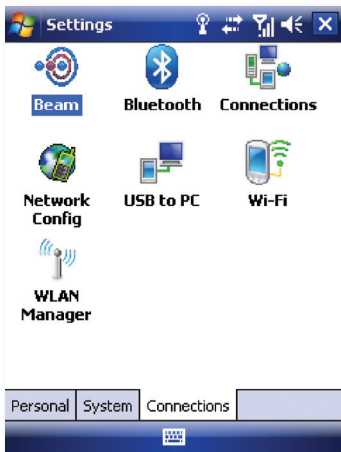 Settings
Beam
Bluetooth
Connections
Network
Config
USB to PC
Wi-Fi
WLAN
Manager
Personal
System
Connections